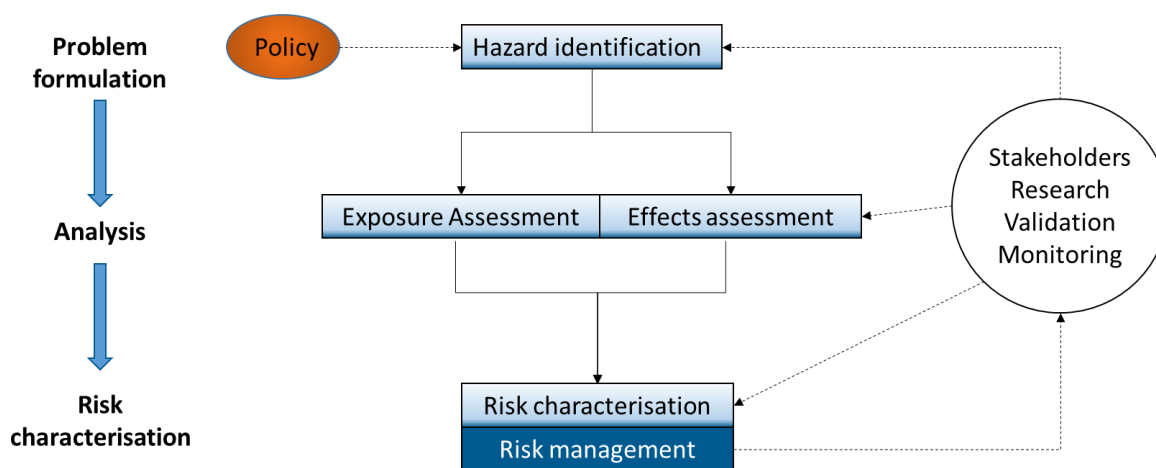 Problem
formulation
Policy
Hazard identification
Stakeholders
Research
Validation
Monitoring
Exposure Assessment
Effects assessment
Analysis
Risk
characterisation
Risk characterisation
Risk management